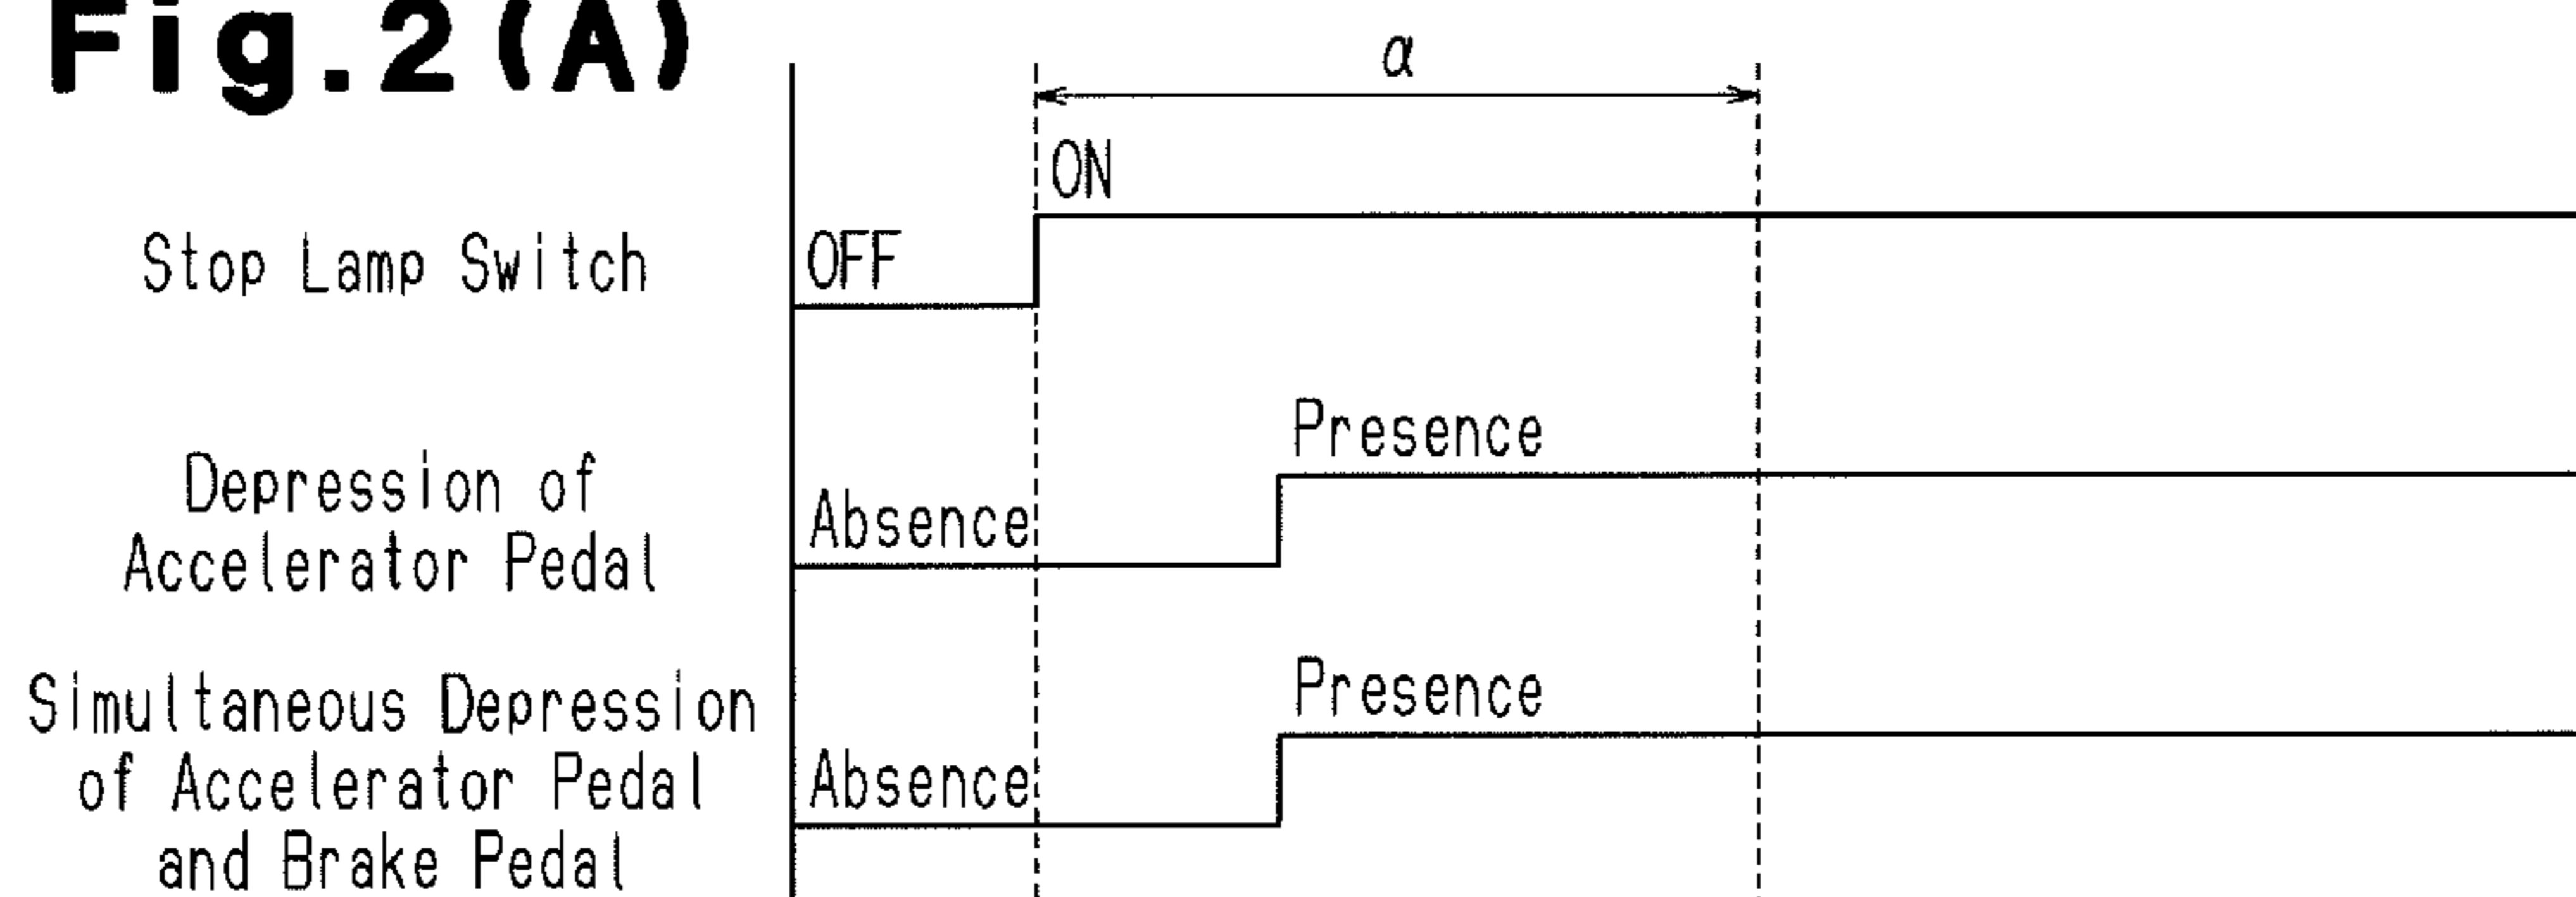 Fig.2(A)
α
ON
Stop Lamp Switch
OFF
Presence
Depression of
Accelerator Pedal
Absence
Presence
Simultaneous Depression
of Accelerator Pedal
and Brake Pedal
Absence